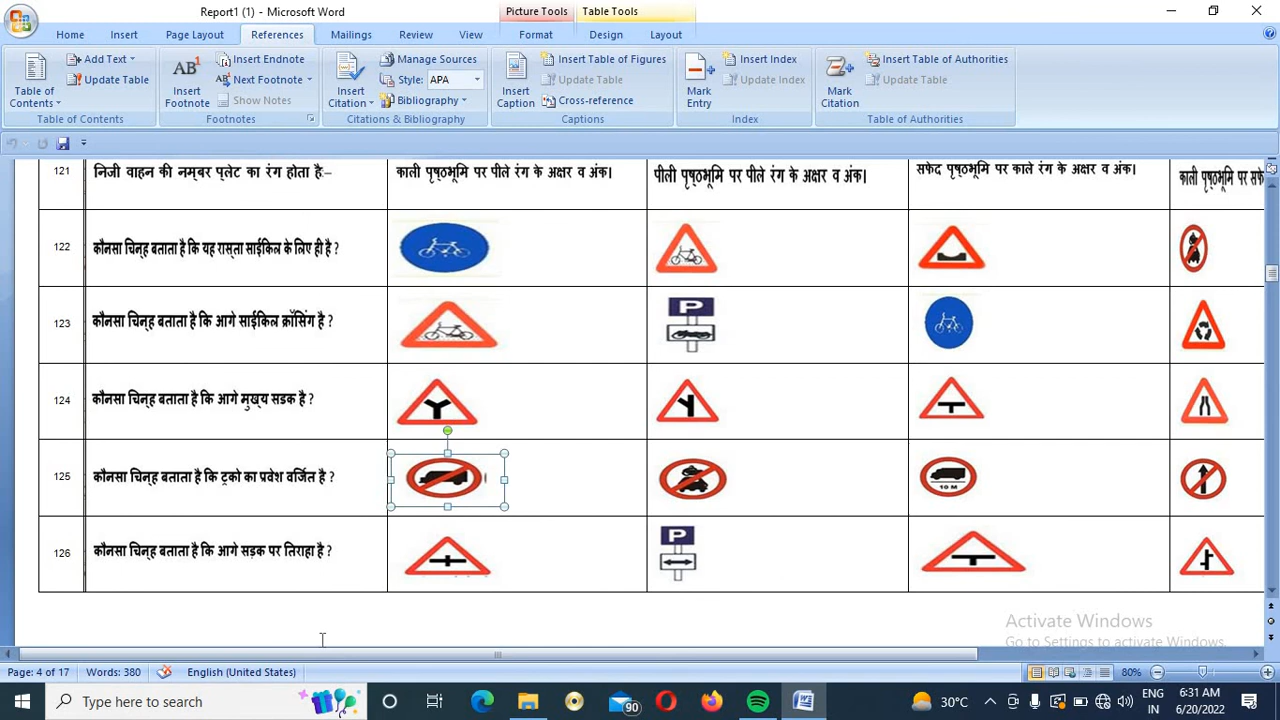 Report1 (1) - Microsoft Word
Picture Tools
Table Tools
Home
Insert
Page Layout
References
Mailings
Review
View
Format
Design
Layout
Table of Contents
Add Text
Update Table
Table of Contents
AB1
Insert Footnote
Insert Endnote
Next Footnote
Show Notes
Footnotes
Insert Citation
Manage Sources
Style: APA
Bibliography
Citations & Bibliography
Insert Caption
Insert Table of Figures
Update Table
Cross-reference
Captions
Mark Entry
Insert Index
Update Index
Index
Mark Citation
Insert Table of Authorities
Update Table
Table of Authorities
121 निजी वाहन की नम्बर प्लेट का रंग होता है:– काली पृष्ठभूमि पर पीले रंग के अक्षर व अंक। पीली पृष्ठभूमि पर पीले रंग के अक्षर व अंक। सफेद पृष्ठभूमि पर काले रंग के अक्षर व अंक। काली पृष्ठभूमि पर सफे
122 कौनसा चिन्ह बताता है कि यह रास्ता साईकिल के लिए ही है ?
123 कौनसा चिन्ह बताता है कि आगे साईकिल क्रॉसिंग है ?
P
124 कौनसा चिन्ह बताता है कि आगे मुख्य सडक है ?
125 कौनसा चिन्ह बताता है कि ट्रको का प्रवेश वर्जित है ?
10 M
126 कौनसा चिन्ह बताता है कि आगे सड़क पर तिराहा है ?
P
Activate Windows
Go to Settings to activate Windows.
Page: 4 of 17
Words: 380
English (United States)
80%
Type here to search
90
30°C
ENG
IN
6:31 AM
6/20/2022